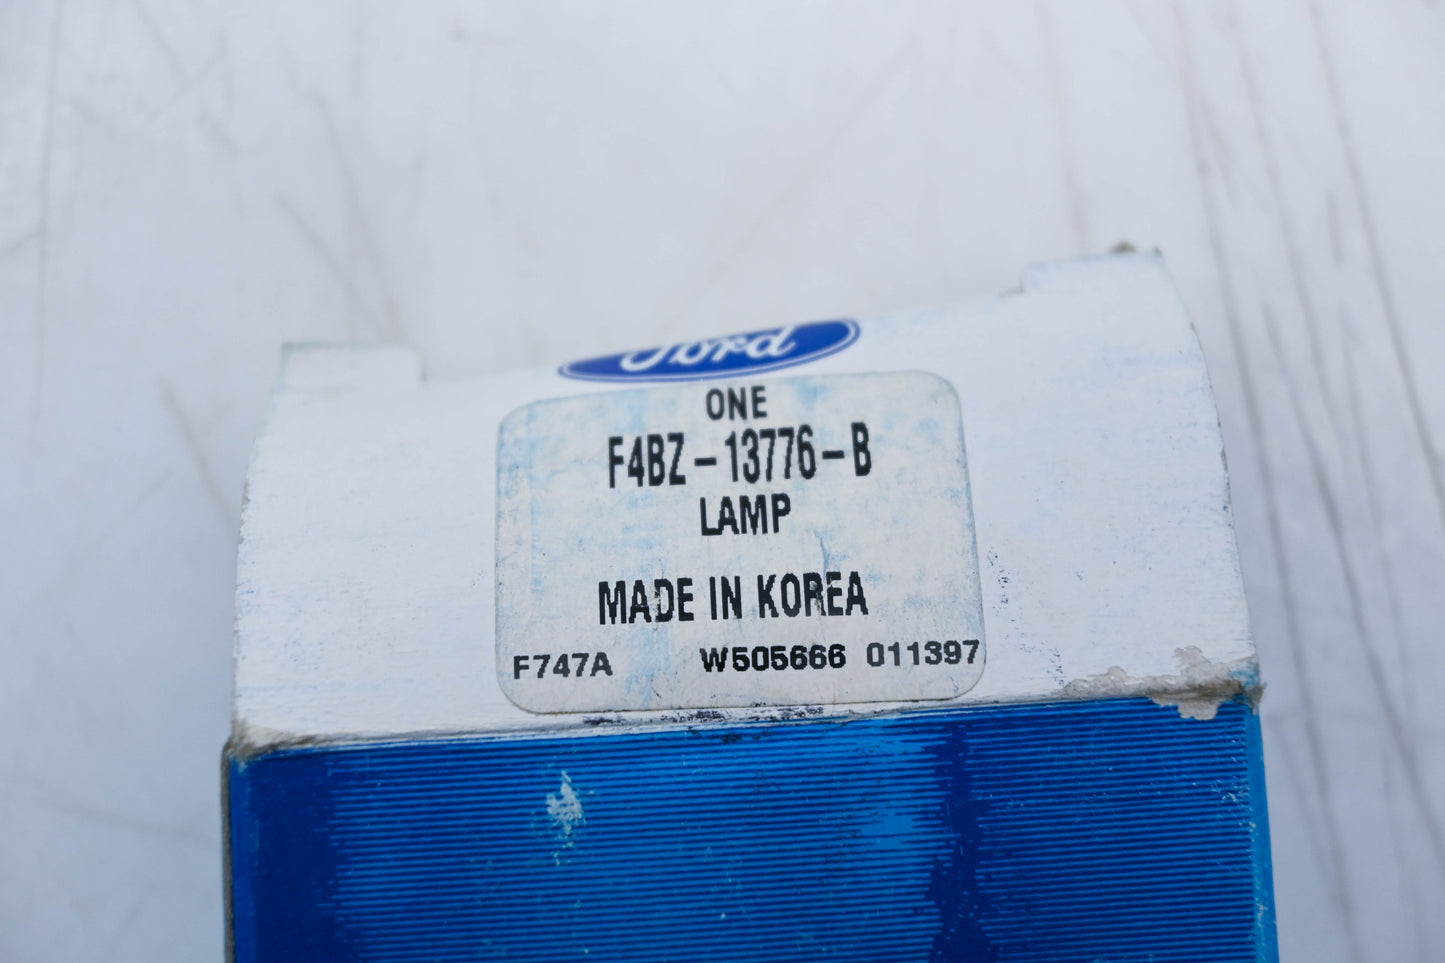 Ford
ONE
F4BZ-13776-B
LAMP
MADE IN KOREA
F747A W505666 011397